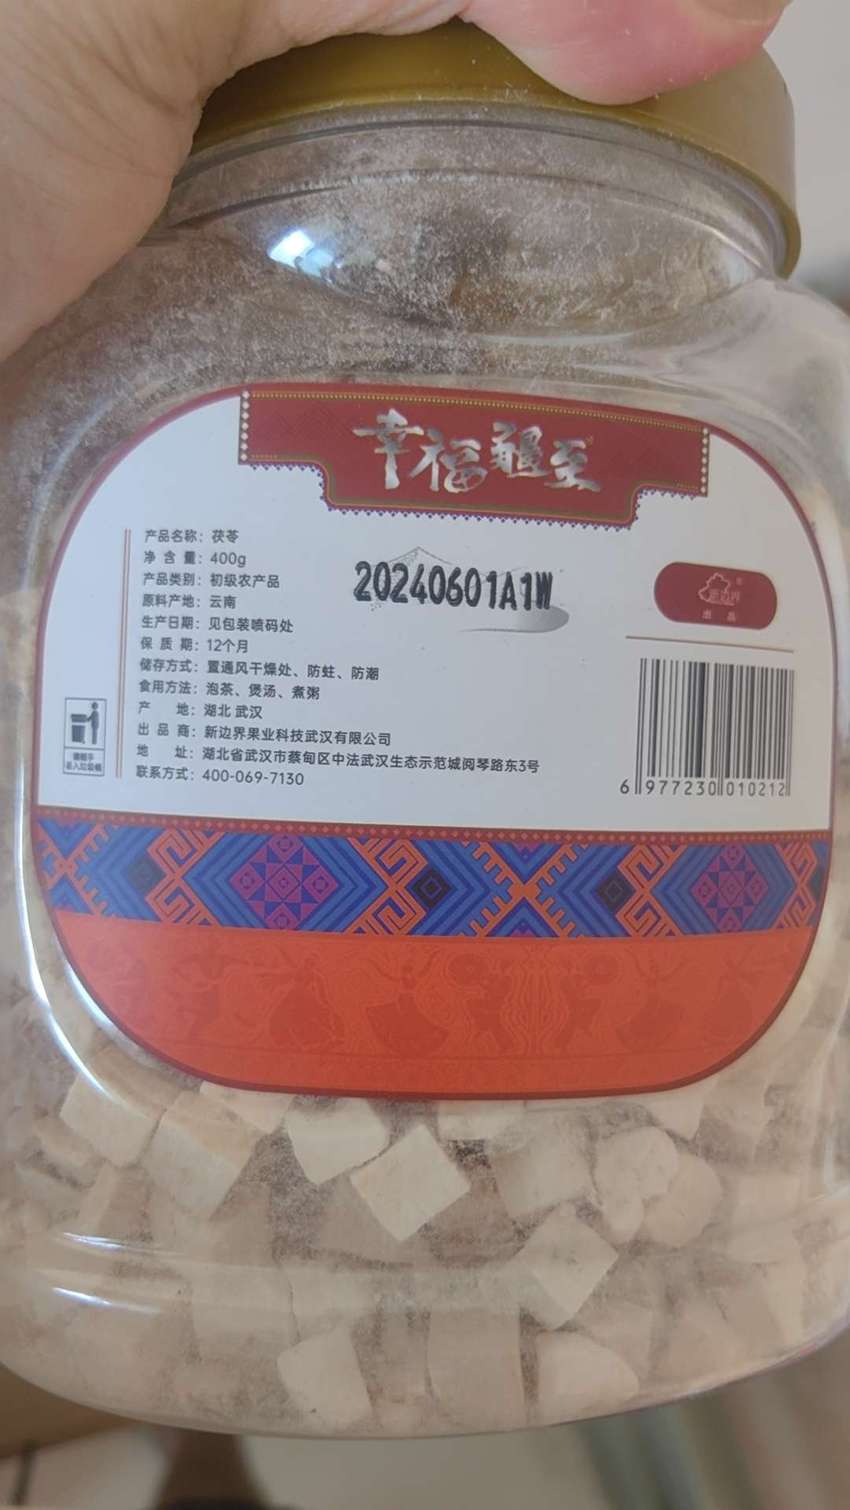 幸福疆至
产品名称：茯苓
净 含 量：400g
产品类别：初级农产品
原料产地：云南
生产日期：见包装喷码处
保 质 期：12个月
储存方式：置通风干燥处、防蛀、防潮
食用方法：泡茶、煲汤、煮粥
产    地：湖北 武汉
出 品 商：新边界果业科技武汉有限公司
地    址：湖北省武汉市蔡甸区中法武汉生态示范城阅琴路东3号
联系方式：400-069-7130
20240601A1W
新边界
出 品
6 977230 010212